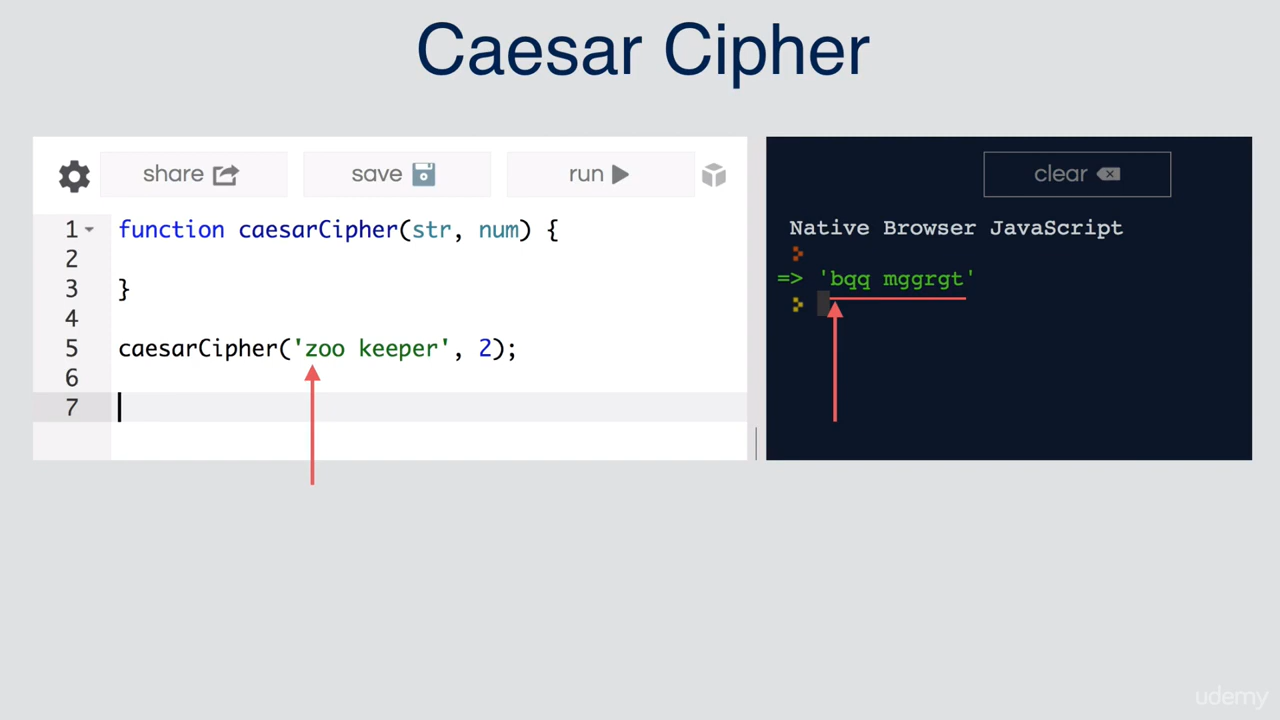 Caesar Cipher
share save run
1 function caesarCipher(str, num) {
2
3 }
4
5 caesarCipher('zoo keeper', 2);
6
7
clear
Native Browser JavaScript
=> 'bqq mggrgt'
udemy